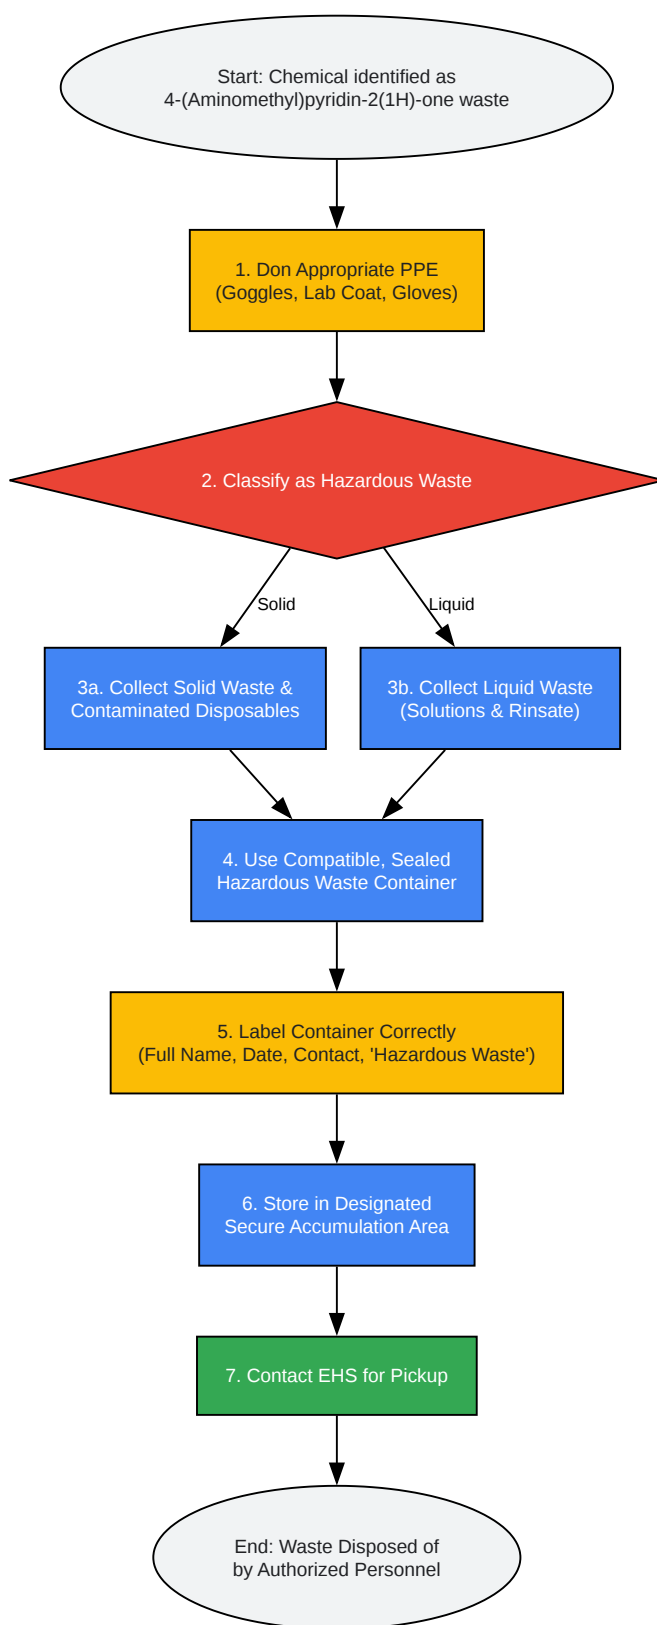 Start: Chemical identified as
4-(Aminomethyl)pyridin-2(1H)-one waste
1. Don Appropriate PPE
(Goggles, Lab Coat, Gloves)
2. Classify as Hazardous Waste
Solid
Liquid
3a. Collect Solid Waste &
Contaminated Disposables
3b. Collect Liquid Waste
(Solutions & Rinsate)
4. Use Compatible, Sealed
Hazardous Waste Container
5. Label Container Correctly
(Full Name, Date, Contact, 'Hazardous Waste')
6. Store in Designated
Secure Accumulation Area
7. Contact EHS for Pickup
End: Waste Disposed of
by Authorized Personnel